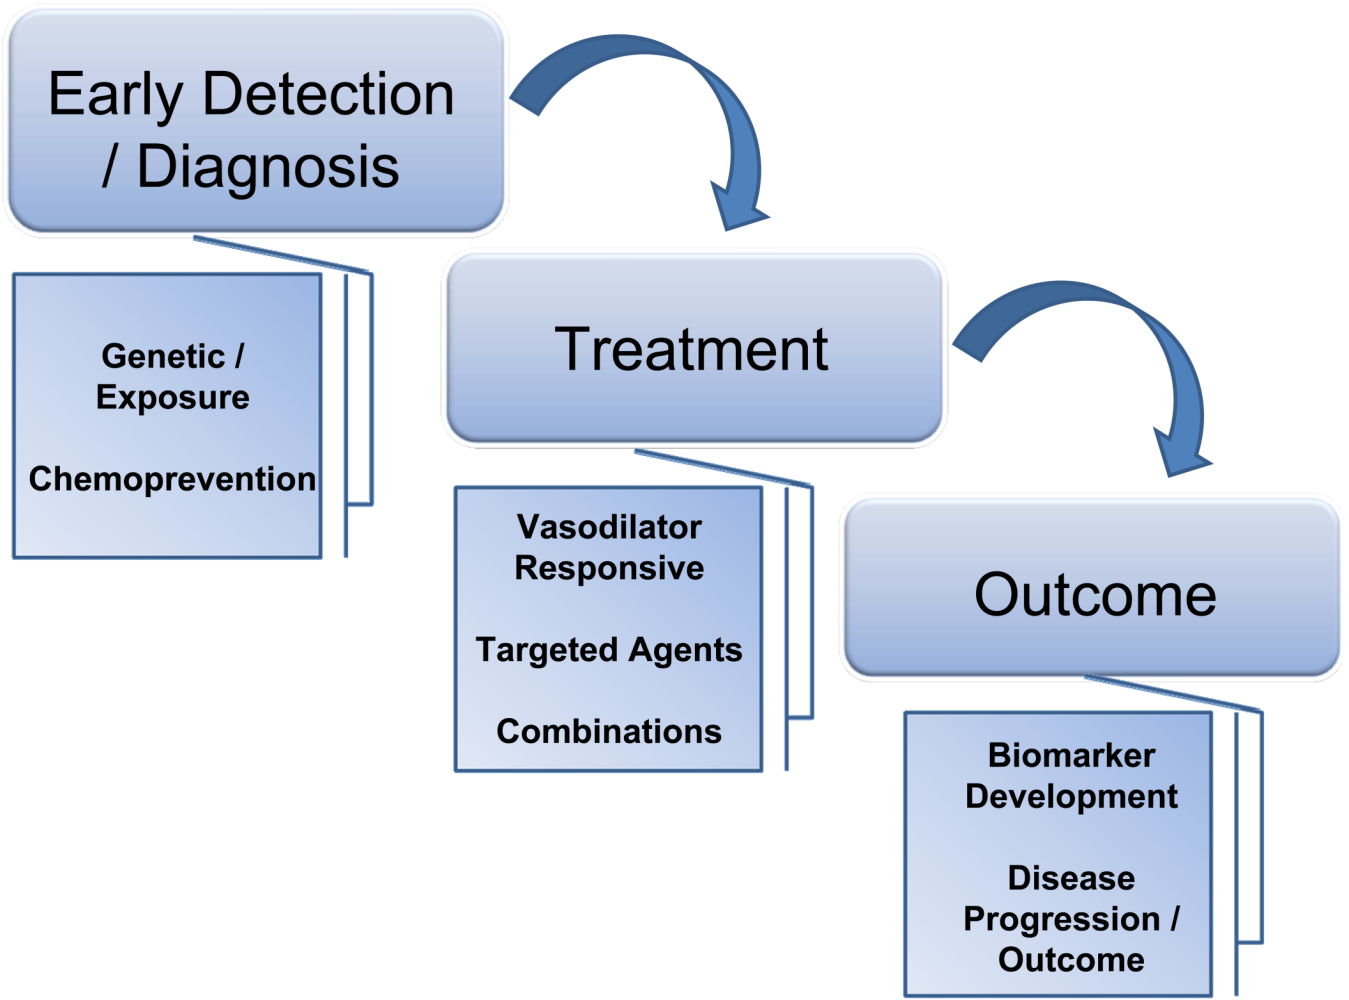 Early Detection
/ Diagnosis
Genetic /
Exposure
Chemoprevention
Treatment
Vasodilator
Responsive
Targeted Agents
Combinations
Outcome
Biomarker
Development
Disease
Progression /
Outcome